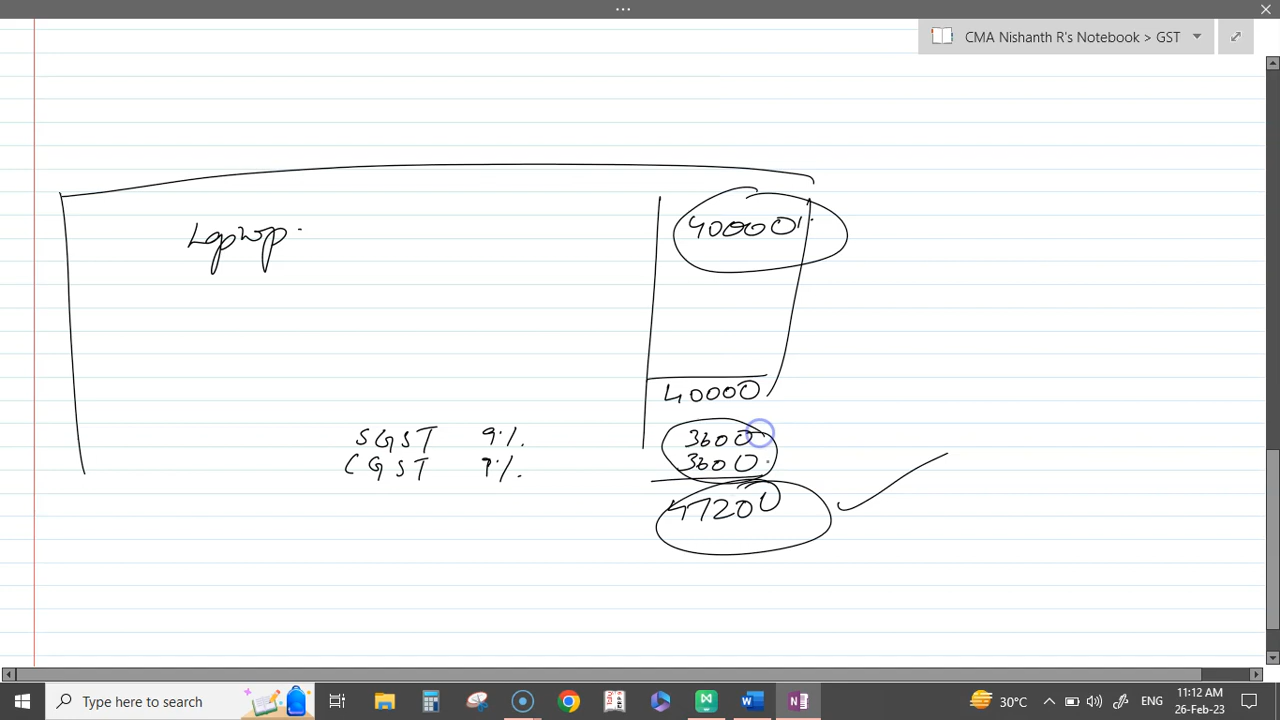 ...
CMA Nishanth R's Notebook > GST
Laptop. 40000/-
40000
SGST 9% 3600
CGST 9% 3600
47200
Type here to search
30°C
ENG
11:12 AM
26-Feb-23